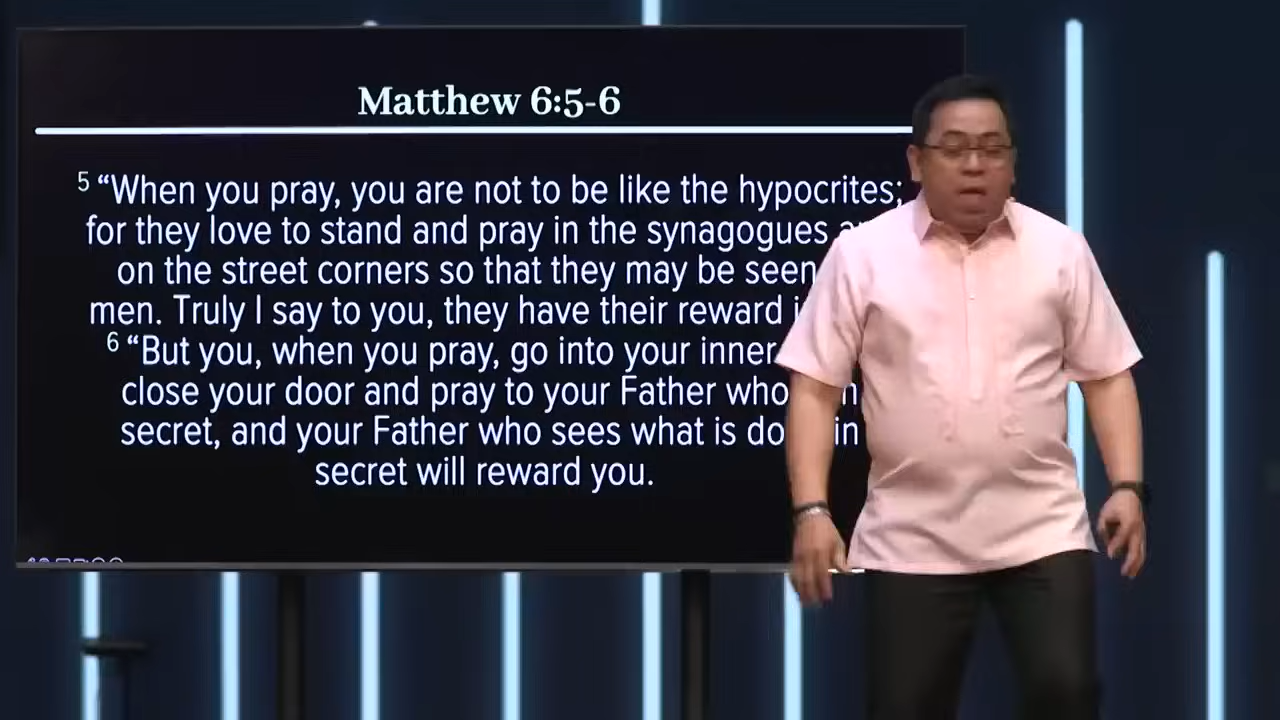 Matthew 6:5-6
5 “When you pray, you are not to be like the hypocrites;
for they love to stand and pray in the synagogues
on the street corners so that they may be seen
men. Truly I say to you, they have their reward
6 “But you, when you pray, go into your inner
close your door and pray to your Father who
secret, and your Father who sees what is in
secret will reward you.